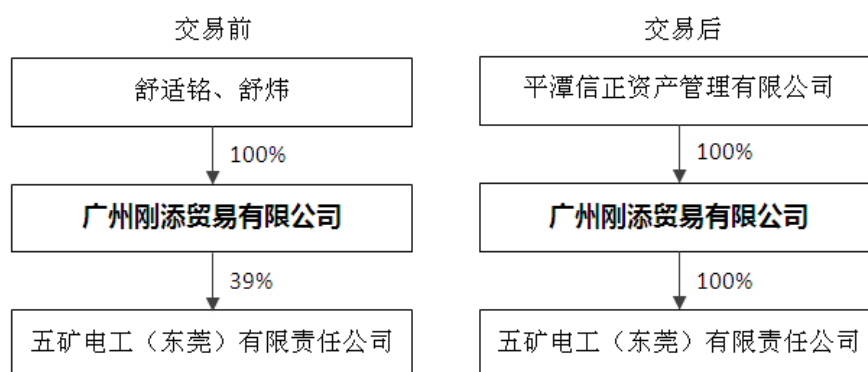 交易前
舒适铭、舒炜
100%
广州刚添贸易有限公司
39%
五矿电工（东莞）有限责任公司
交易后
平潭信正资产管理有限公司
100%
广州刚添贸易有限公司
100%
五矿电工（东莞）有限责任公司